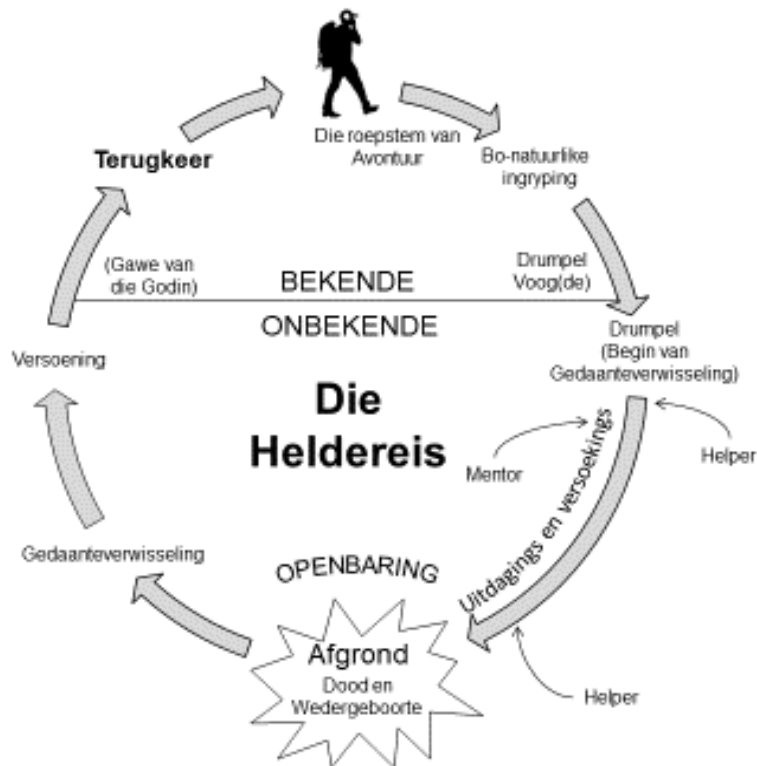 Die roepstem van
Avontuur
Bo-natuurlike
ingryping
Terugkeer
(Gawe van
die Godin)
BEKENDE
Drumpel
Voog(de)
ONBEKENDE
Drumpel
(Begin van
Gedaanteverwisseling)
Versoening
Die
Heldereis
Mentor
Helper
Uitdagings en versoekings
Gedaanteverwisseling
OPENBARING
Afgrond
Dood en
Wedergeboorte
Helper